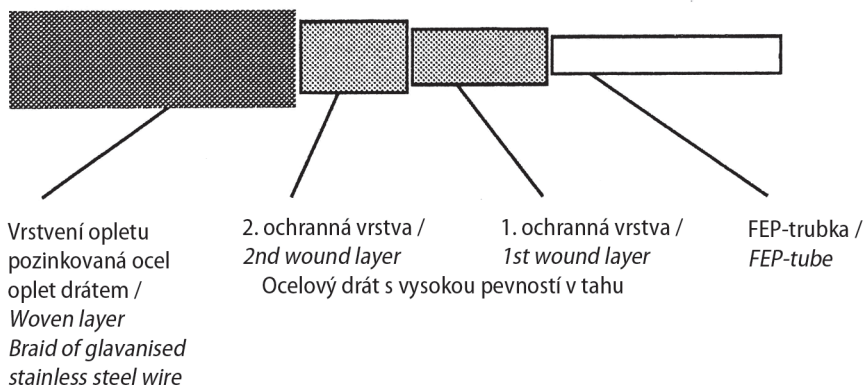 Vrstvení opletu
pozinkovaná ocel
oplet drátem /
Woven layer
Braid of glavanised
stainless steel wire
2. ochranná vrstva /
2nd wound layer
1. ochranná vrstva /
1st wound layer
Ocelový drát s vysokou pevností v tahu
FEP-trubka /
FEP-tube